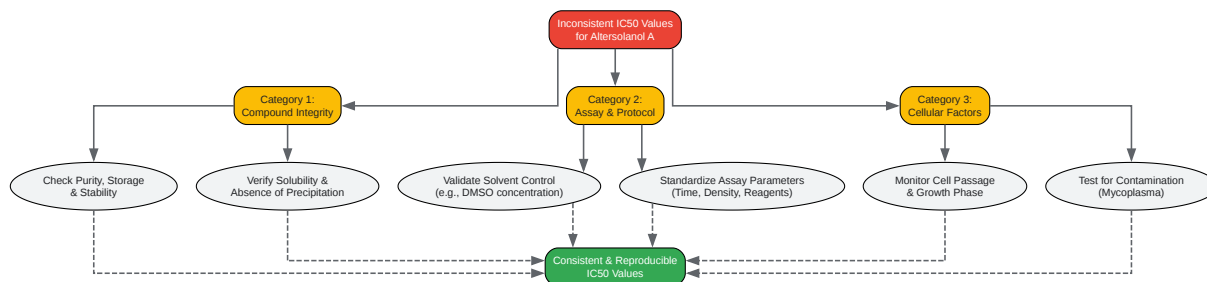 Inconsistent IC50 Values
for Altersolanol A
Category 1:
Compound Integrity
Category 2:
Assay & Protocol
Category 3:
Cellular Factors
Check Purity, Storage
& Stability
Verify Solubility &
Absence of Precipitation
Validate Solvent Control
(e.g., DMSO concentration)
Standardize Assay Parameters
(Time, Density, Reagents)
Monitor Cell Passage
& Growth Phase
Test for Contamination
(Mycoplasma)
Consistent & Reproducible
IC50 Values